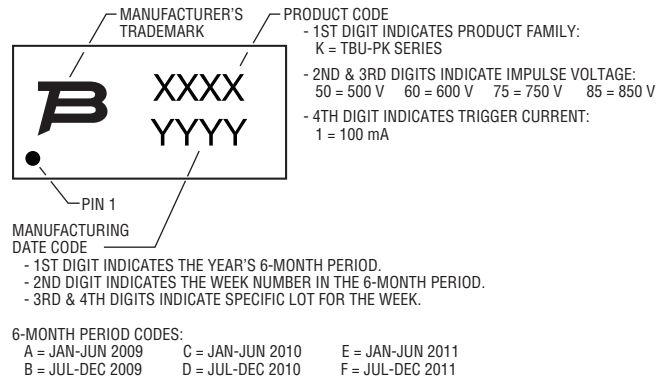 MANUFACTURER'S
TRADEMARK
PRODUCT CODE
- 1ST DIGIT INDICATES PRODUCT FAMILY:
K = TBU-PK SERIES
- 2ND & 3RD DIGITS INDICATE IMPULSE VOLTAGE:
50 = 500 V 60 = 600 V 75 = 750 V 85 = 850 V
- 4TH DIGIT INDICATES TRIGGER CURRENT:
1 = 100 mA
B
XXXX
YYYY
PIN 1
MANUFACTURING
DATE CODE
- 1ST DIGIT INDICATES THE YEAR'S 6-MONTH PERIOD.
- 2ND DIGIT INDICATES THE WEEK NUMBER IN THE 6-MONTH PERIOD.
- 3RD & 4TH DIGITS INDICATE SPECIFIC LOT FOR THE WEEK.
6-MONTH PERIOD CODES:
A = JAN-JUN 2009 C = JAN-JUN 2010 E = JAN-JUN 2011
B = JUL-DEC 2009 D = JUL-DEC 2010 F = JUL-DEC 2011